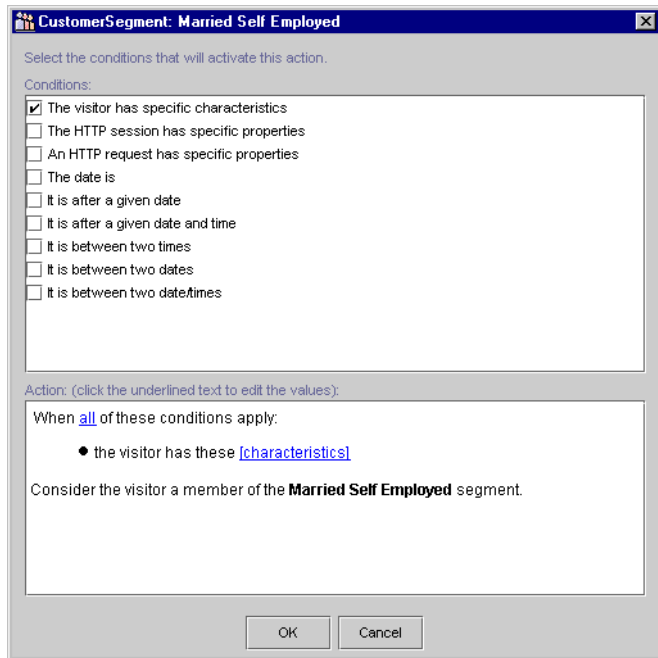 CustomerSegment: Married Self Employed
Select the conditions that will activate this action.
Conditions:
The visitor has specific characteristics
The HTTP session has specific properties
An HTTP request has specific properties
The date is
It is after a given date
It is after a given date and time
It is between two times
It is between two dates
It is between two date/times
Action: (click the underlined text to edit the values):
When all of these conditions apply:
● the visitor has these [characteristics]
Consider the visitor a member of the Married Self Employed segment.
OK Cancel